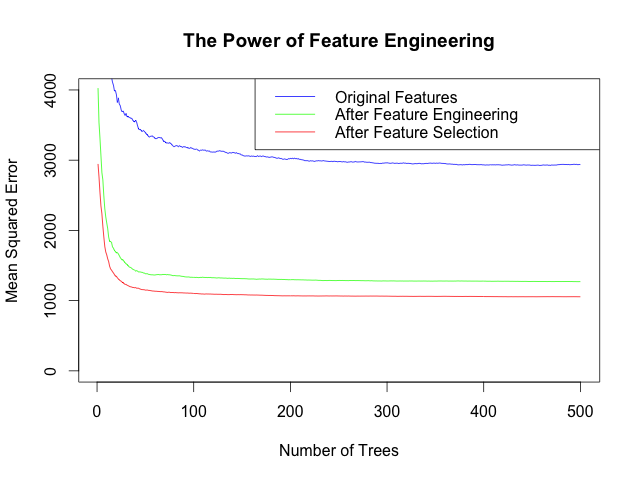 The Power of Feature Engineering
Original Features
After Feature Engineering
After Feature Selection
Mean Squared Error
4000
3000
2000
1000
0
0 100 200 300 400 500
Number of Trees